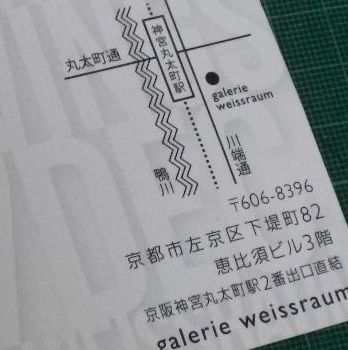 神宮丸太町駅
丸太町通
galerie
weissraum
川端通
鴨川
〒606-8396
京都市左京区下堤町82
恵比須ビル3階
京阪神宮丸太町駅2番出口直結
galerie weissraum